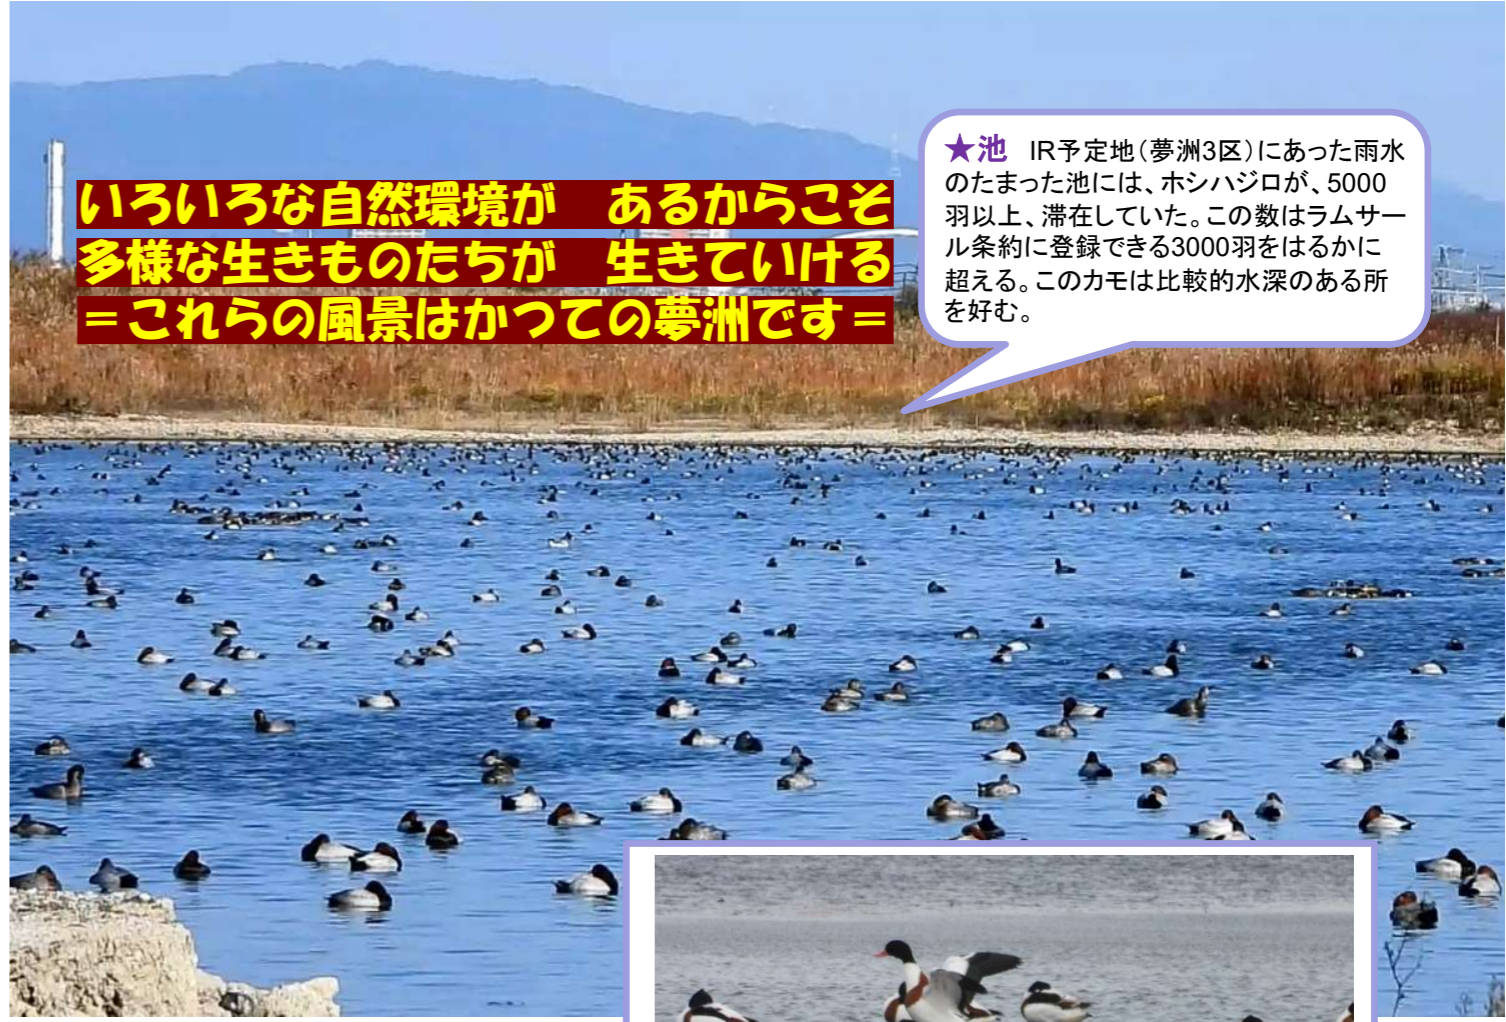 いろいろな自然環境が　あるからこそ
多様な生きものたちが　生きていける
＝これらの風景はかつての夢洲です＝
★池　IR予定地（夢洲3区）にあった雨水
のたまった池には、ホシハジロが、5000
羽以上、滞在していた。この数はラムサー
ル条約に登録できる3000羽をはるかに
超える。このカモは比較的水深のある所
を好む。